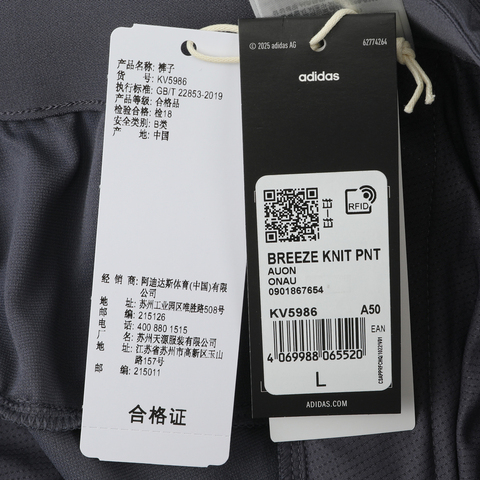 产品名称: 裤子
货 号: KV5986
执行标准: GB/T 22853-2019
产品等级: 合格品
检验合格: 检18
安全类别: B类
产 地: 中国
经 销 商: 阿迪达斯体育(中国)有限
公司
地 址: 苏州工业园区唯胜路508号
邮 编: 215126
电 话: 400 880 1515
厂 名: 苏州天源服装有限公司
地 址: 江苏省苏州市高新区玉山
路157号
邮 编: 215011
合格证
© 2025 adidas AG
62774264
adidas
RFID
BREEZE KNIT PNT
AUON
ONAU
0901867654
KV5986 A50
EAN
4 069988 065520
L
ADIDAS.COM